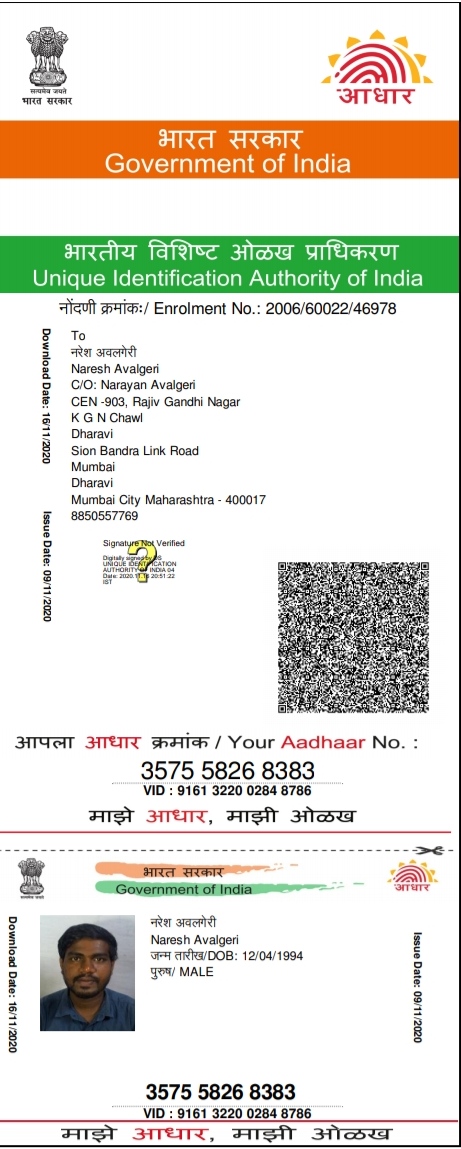 सत्यमेव जयते
भारत सरकार
आधार
भारत सरकार
Government of India
भारतीय विशिष्ट ओळख प्राधिकरण
Unique Identification Authority of India
नोंदणी क्रमांकः/ Enrolment No.: 2006/60022/46978
Download Date: 16/11/2020
Issue Date: 09/11/2020
To
नरेश अवलगेरी
Naresh Avalgeri
C/O: Narayan Avalgeri
CEN -903, Rajiv Gandhi Nagar
K G N Chawl
Dharavi
Sion Bandra Link Road
Mumbai
Dharavi
Mumbai City Maharashtra - 400017
8850557769
Signature Not Verified
Digitally signed by DS
UNIQUE IDENTIFICATION
AUTHORITY OF INDIA 04
Date: 2020.11.16 20:51:22
IST
आपला आधार क्रमांक / Your Aadhaar No. :
3575 5826 8383
VID : 9161 3220 0284 8786
माझे आधार, माझी ओळख
भारत सरकार
Government of India
आधार
Download Date: 16/11/2020
नरेश अवलगेरी
Naresh Avalgeri
जन्म तारीख/DOB: 12/04/1994
पुरुष/ MALE
Issue Date: 09/11/2020
3575 5826 8383
VID : 9161 3220 0284 8786
माझे आधार, माझी ओळख